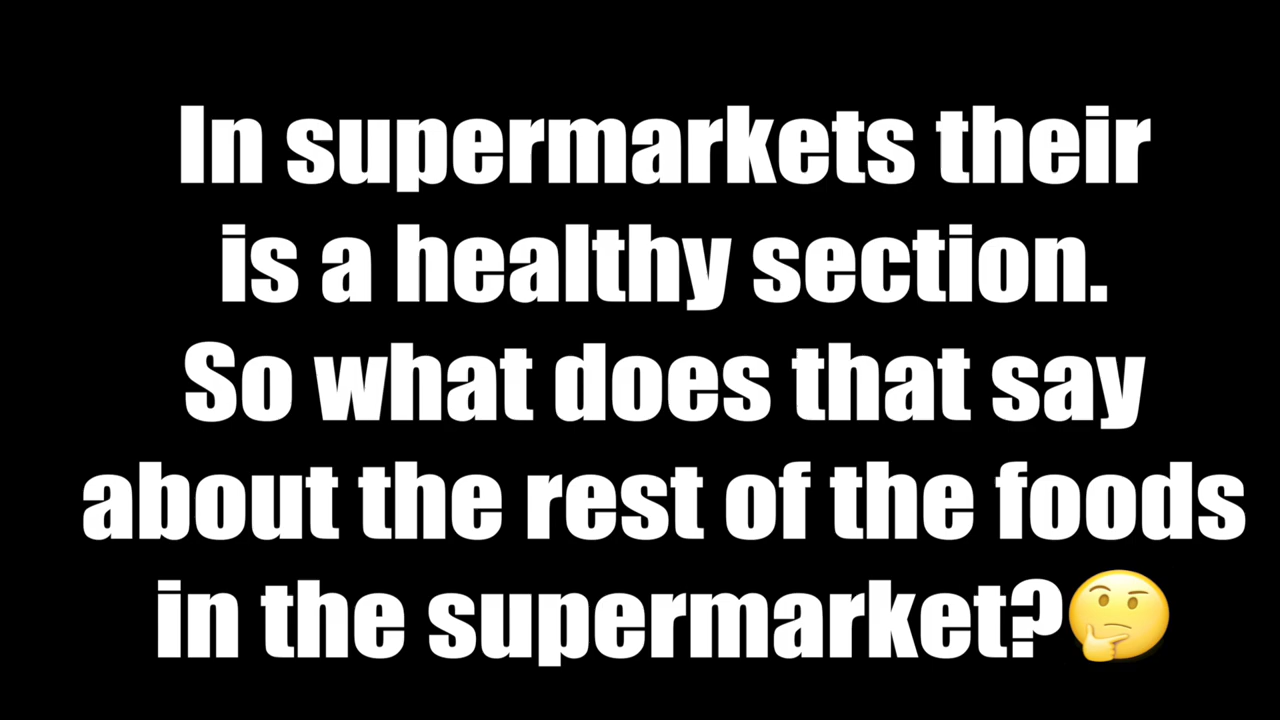 In supermarkets their
is a healthy section.
So what does that say
about the rest of the foods
in the supermarket?🤔